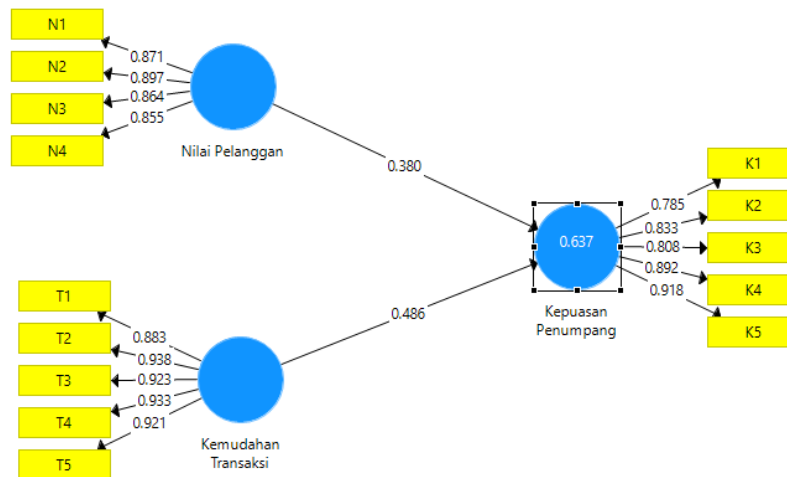 N1
N2
N3
N4
0.871
0.897
0.864
0.855
Nilai Pelanggan
0.380
T1
T2
T3
T4
T5
0.883
0.938
0.923
0.933
0.921
Kemudahan
Transaksi
0.486
0.637
Kepuasan
Penumpang
0.785
0.833
0.808
0.892
0.918
K1
K2
K3
K4
K5